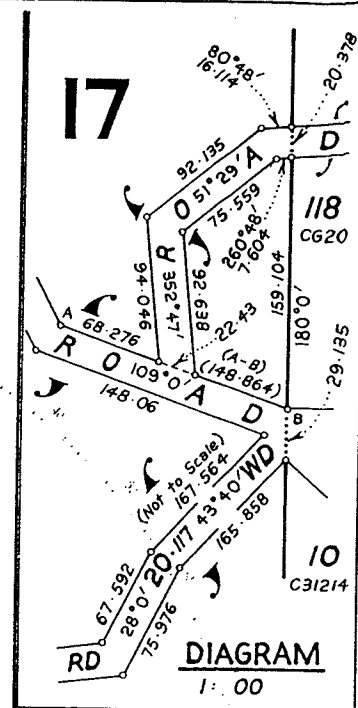 17
80°48'
16·114
20·378
D
92·135
R O 51°29' A
75·559
260°48'
7·604
118
CG20
94·046
352°47'
92·638
159·104
180°0'
22·43
29·135
A
68·276
R O 109°0' A D
(A-B)
(148·864)
B
148·06
(Not to Scale)
167·564
20·117 43°40' WD
165·858
10
C31214
67·592
28°0'
75·976
RD
DIAGRAM
1: 00